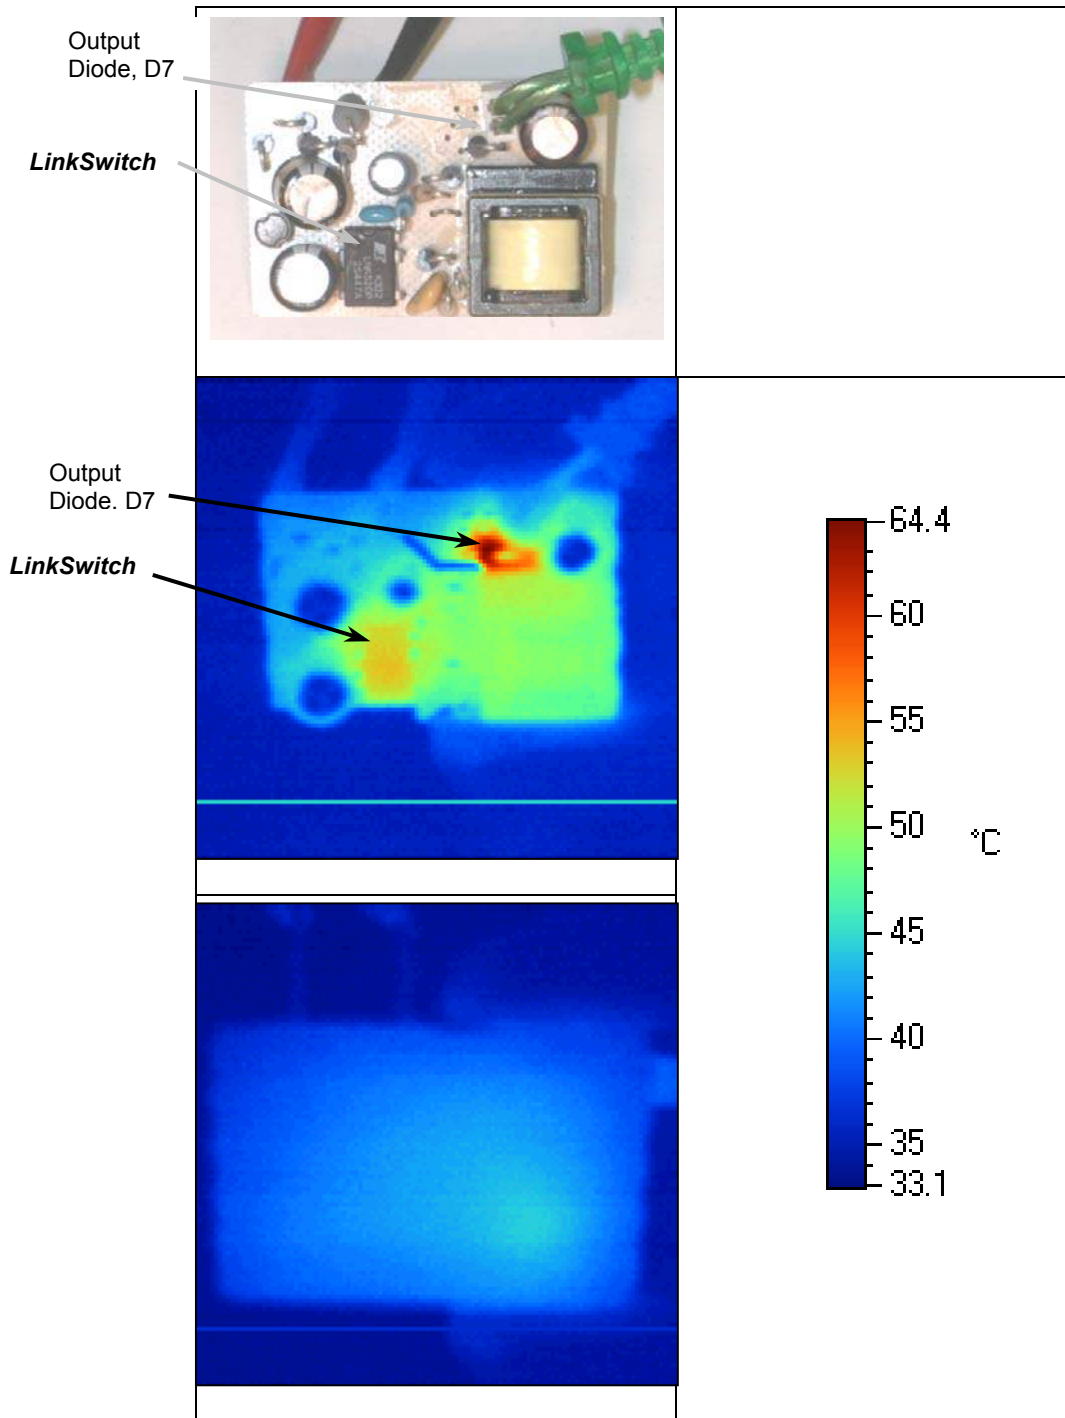 Output
Diode, D7
LinkSwitch
Output
Diode. D7
LinkSwitch
64.4
60
55
50
°C
45
40
35
33.1